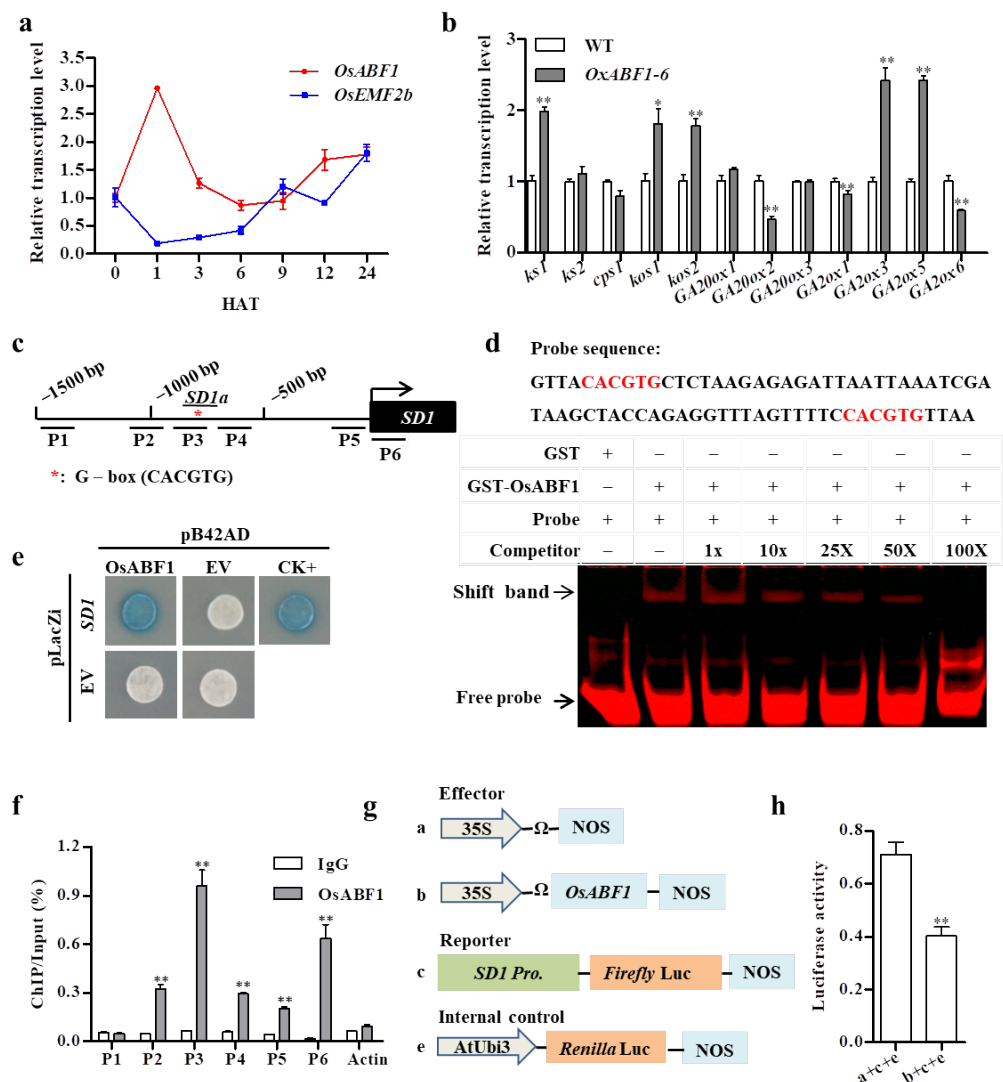 a
Relative transcription level
3.5
3.0
2.5
2.0
1.5
1.0
0.5
0.0
OsABF1
OsEMF2b
0 1 3 6 9 12 24
HAT
b
Relative transcription level
3
2
1
0
WT
OxABF1-6
** * ** ** ** ** ** **
ks1 ks2 cps1 kos1 kos2 GA20ox1 GA20ox2 GA20ox3 GA2ox1 GA2ox3 GA2ox5 GA2ox6
c
−1500 bp −1000 bp −500 bp
SD1a
*
SD1
P1 P2 P3 P4 P5 P6
*: G – box (CACGTG)
d
Probe sequence:
GTTACACGTGCTCTAAGAGAGATTAATTAAATCGA
TAAGCTACCAGAGGTTTAGTTTTCCACGTGTTAA
GST + – – – – – –
GST-OsABF1 – + + + + + +
Probe + + + + + + +
Competitor – – 1x 10x 25X 50X 100X
Shift band
Free probe
e
pB42AD
OsABF1 EV CK+
pLacZi
SD1
EV
f
ChIP/Input (%)
1.2
0.9
0.6
0.3
0.0
IgG
OsABF1
** ** ** ** **
P1 P2 P3 P4 P5 P6 Actin
g
Effector
a 35S Ω NOS
b 35S Ω OsABF1 NOS
Reporter
c SD1 Pro. Firefly Luc NOS
Internal control
e AtUbi3 Renilla Luc NOS
h
Luciferase activity
0.8
0.6
0.4
0.2
0.0
**
a+c+e b+c+e